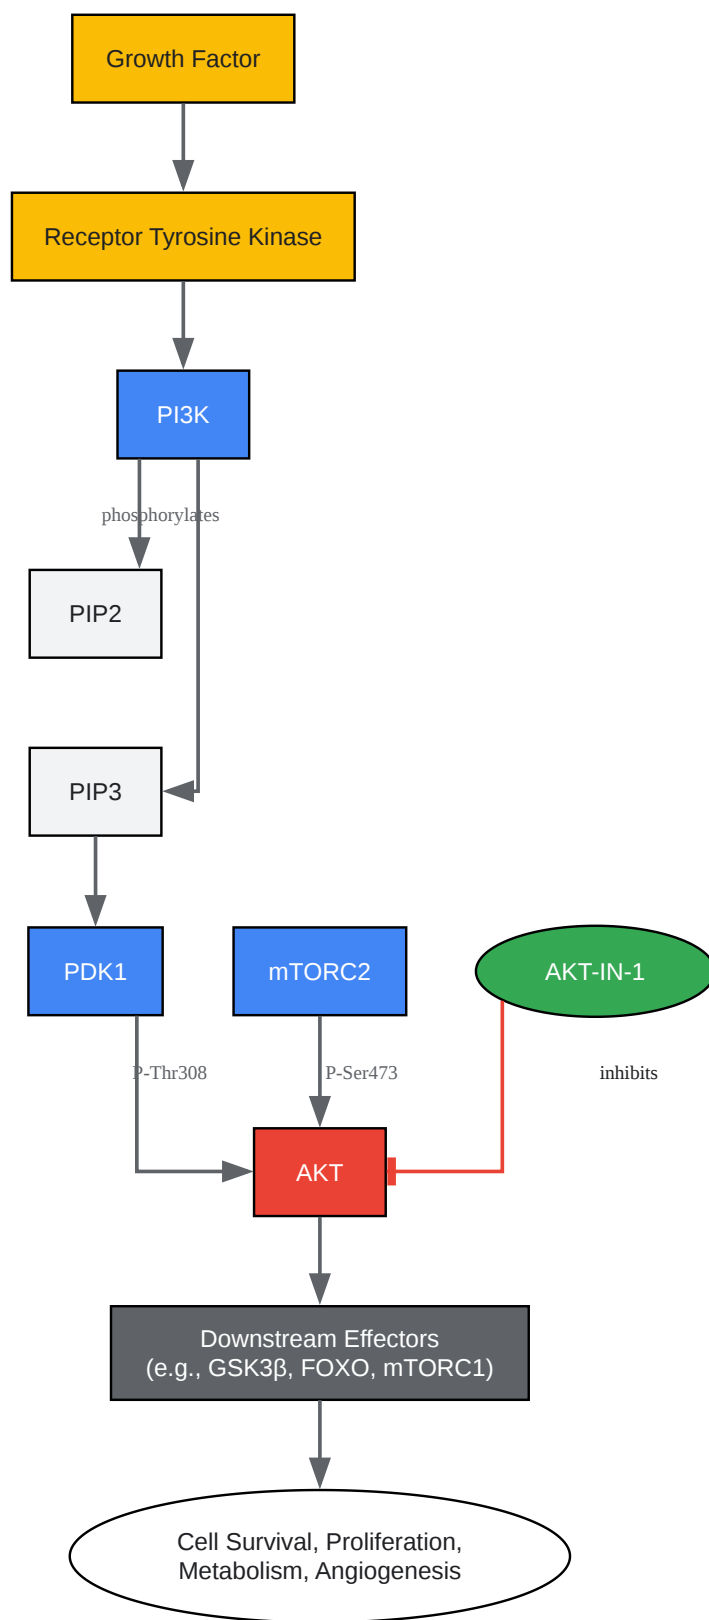 Growth Factor
Receptor Tyrosine Kinase
PI3K
phosphorylates
PIP2
PIP3
PDK1
mTORC2
AKT-IN-1
P-Thr308
P-Ser473
inhibits
AKT
Downstream Effectors
(e.g., GSK3β, FOXO, mTORC1)
Cell Survival, Proliferation,
Metabolism, Angiogenesis